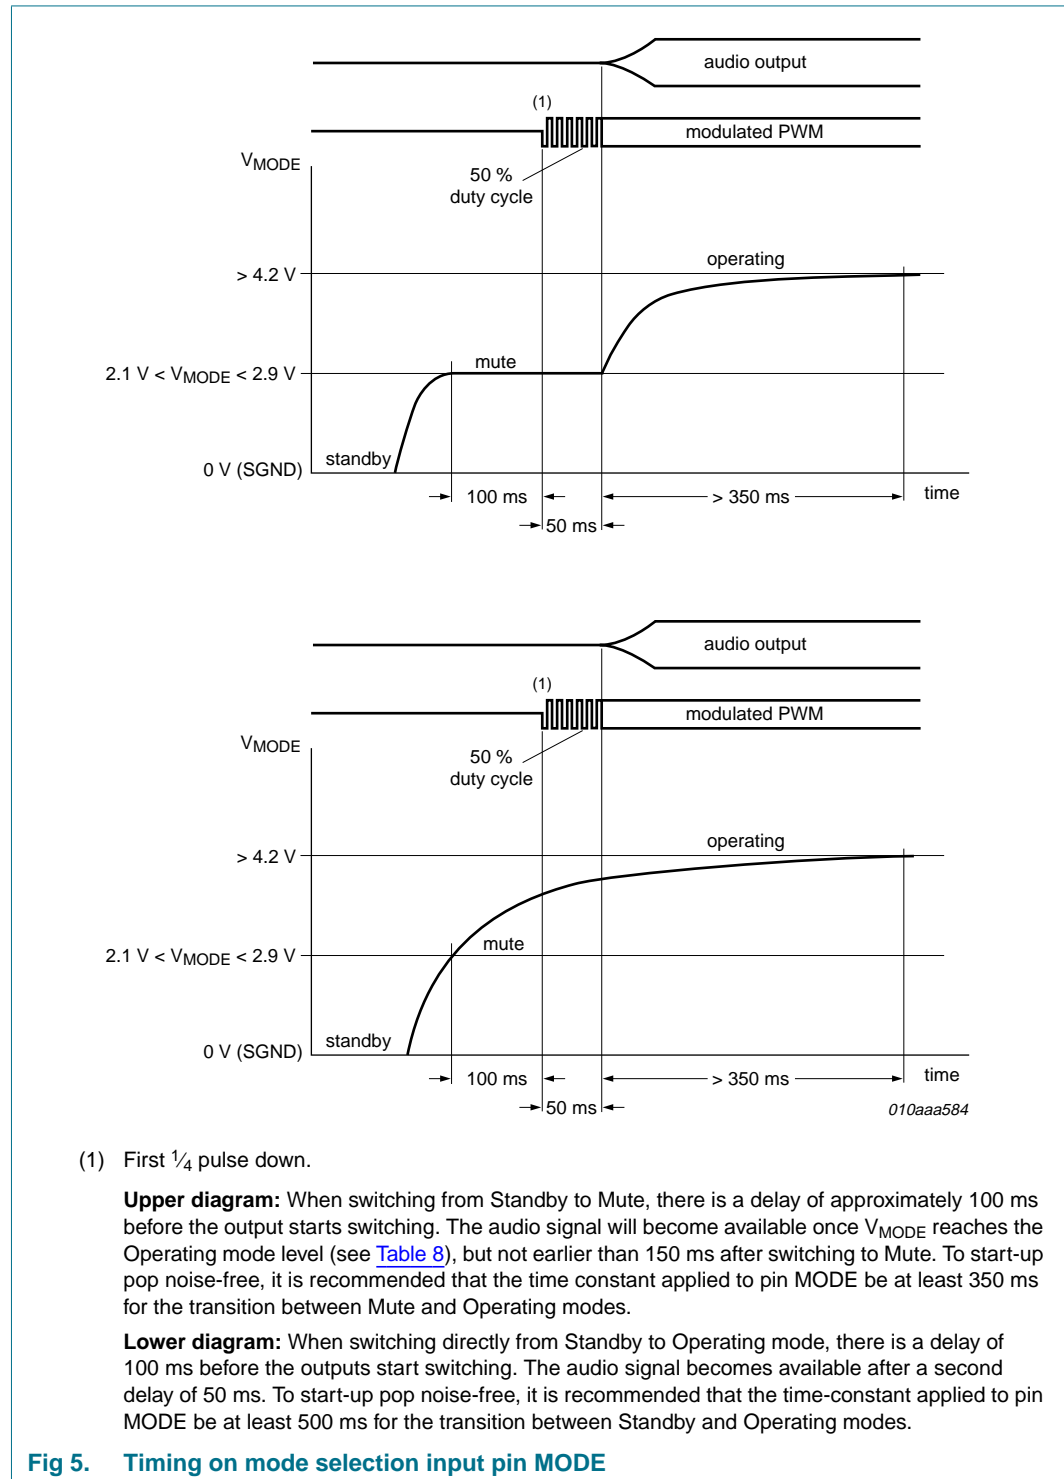 audio output
(1)
modulated PWM
VMODE
50 %
duty cycle
operating
> 4.2 V
mute
2.1 V < VMODE < 2.9 V
standby
0 V (SGND)
100 ms
> 350 ms
time
50 ms
audio output
(1)
modulated PWM
VMODE
50 %
duty cycle
operating
> 4.2 V
mute
2.1 V < VMODE < 2.9 V
standby
0 V (SGND)
100 ms
> 350 ms
time
50 ms
010aaa584
(1) First 1⁄4 pulse down.
Upper diagram: When switching from Standby to Mute, there is a delay of approximately 100 ms
before the output starts switching. The audio signal will become available once VMODE reaches the
Operating mode level (see Table 8), but not earlier than 150 ms after switching to Mute. To start-up
pop noise-free, it is recommended that the time constant applied to pin MODE be at least 350 ms
for the transition between Mute and Operating modes.
Lower diagram: When switching directly from Standby to Operating mode, there is a delay of
100 ms before the outputs start switching. The audio signal becomes available after a second
delay of 50 ms. To start-up pop noise-free, it is recommended that the time-constant applied to pin
MODE be at least 500 ms for the transition between Standby and Operating modes.
Fig 5. Timing on mode selection input pin MODE